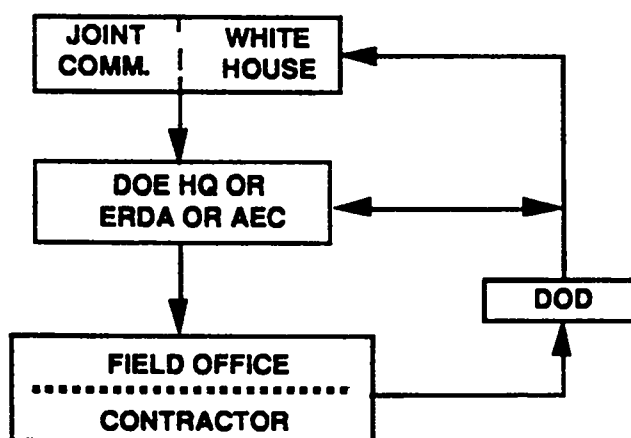 JOINT
COMM.
WHITE
HOUSE
DOE HQ OR
ERDA OR AEC
DOD
FIELD OFFICE
CONTRACTOR